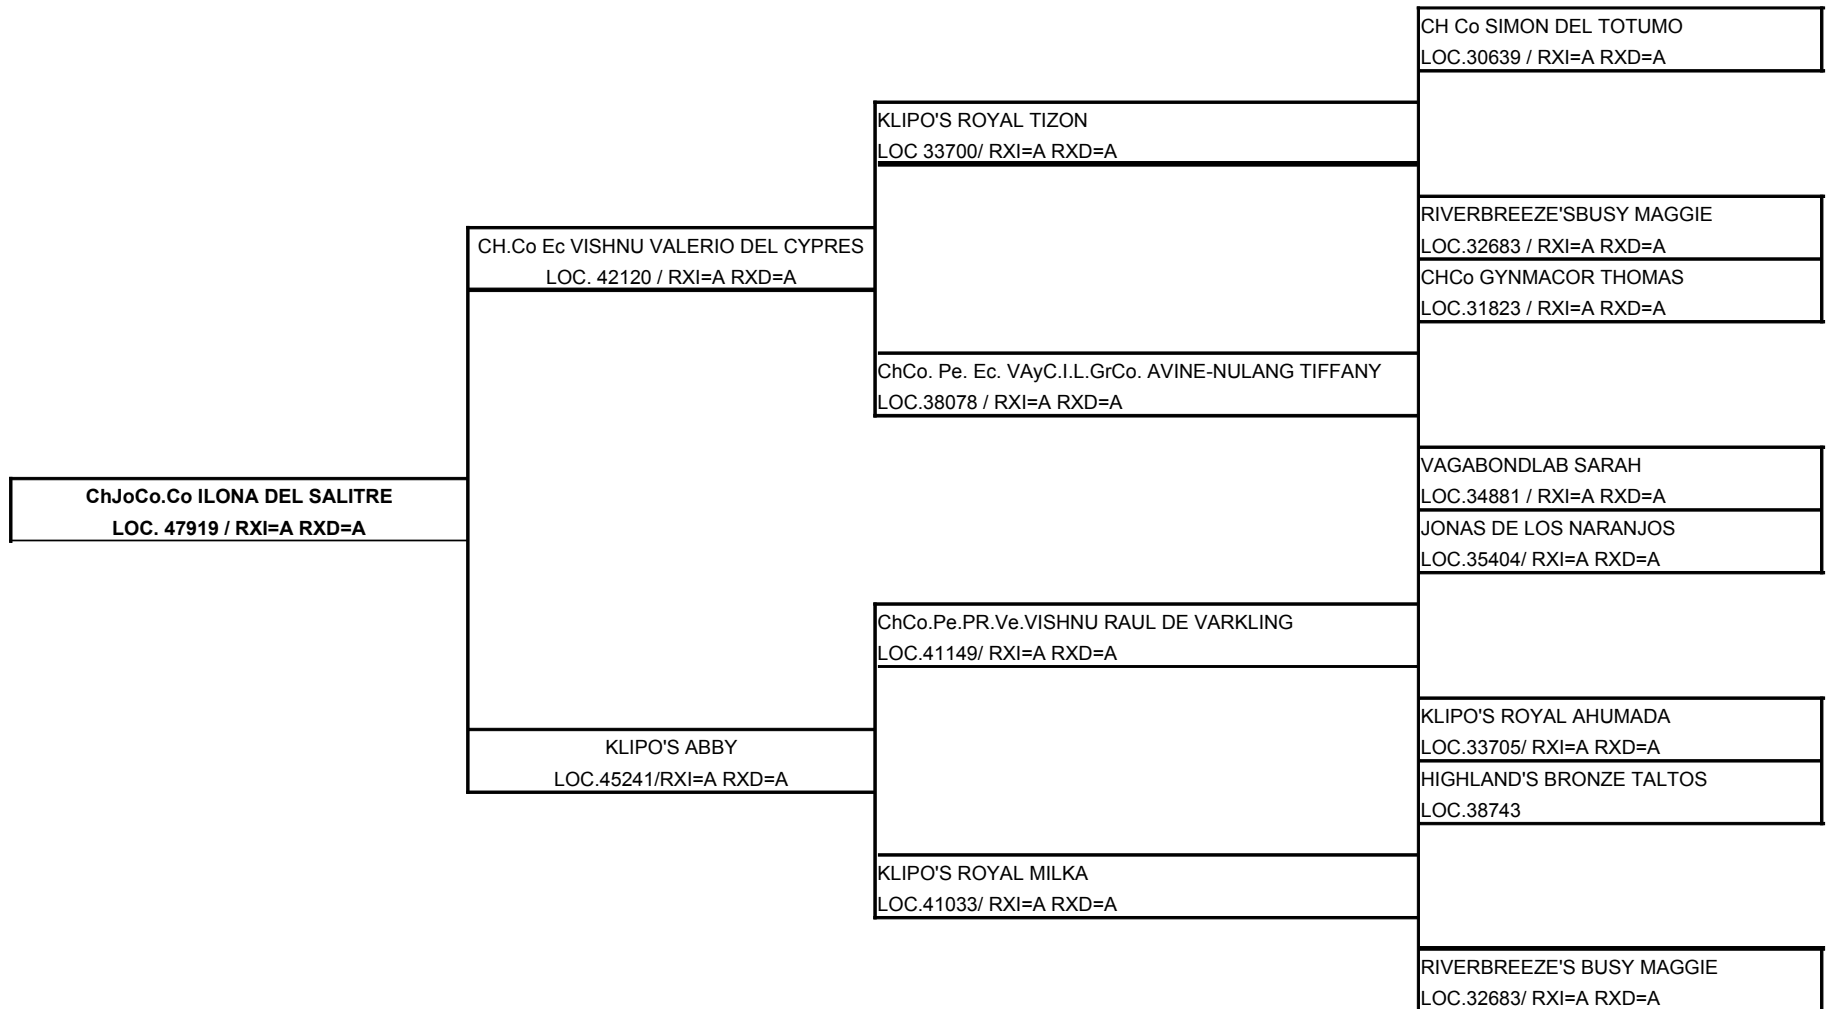 CH Co SIMON DEL TOTUMO
LOC.30639 / RXI=A RXD=A
KLIPO'S ROYAL TIZON
LOC 33700/ RXI=A RXD=A
RIVERBREEZE'SBUSY MAGGIE
LOC.32683 / RXI=A RXD=A
CH.Co Ec VISHNU VALERIO DEL CYPRES
LOC. 42120 / RXI=A RXD=A
CHCo GYNMACOR THOMAS
LOC.31823 / RXI=A RXD=A
ChCo. Pe. Ec. VAyC.I.L.GrCo. AVINE-NULANG TIFFANY
LOC.38078 / RXI=A RXD=A
VAGABONDLAB SARAH
LOC.34881 / RXI=A RXD=A
ChJoCo.Co ILONA DEL SALITRE
LOC. 47919 / RXI=A RXD=A
JONAS DE LOS NARANJOS
LOC.35404/ RXI=A RXD=A
ChCo.Pe.PR.Ve.VISHNU RAUL DE VARKLING
LOC.41149/ RXI=A RXD=A
KLIPO'S ROYAL AHUMADA
LOC.33705/ RXI=A RXD=A
KLIPO'S ABBY
LOC.45241/RXI=A RXD=A
HIGHLAND'S BRONZE TALTOS
LOC.38743
KLIPO'S ROYAL MILKA
LOC.41033/ RXI=A RXD=A
RIVERBREEZE'S BUSY MAGGIE
LOC.32683/ RXI=A RXD=A